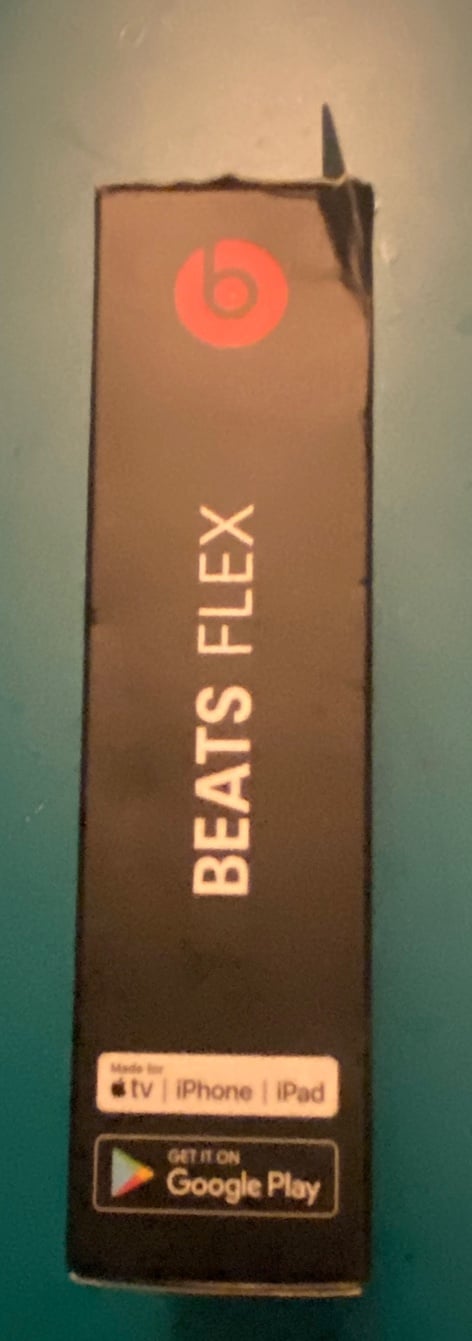 BEATS FLEX
Made for
tv | iPhone | iPad
GET IT ON
Google Play